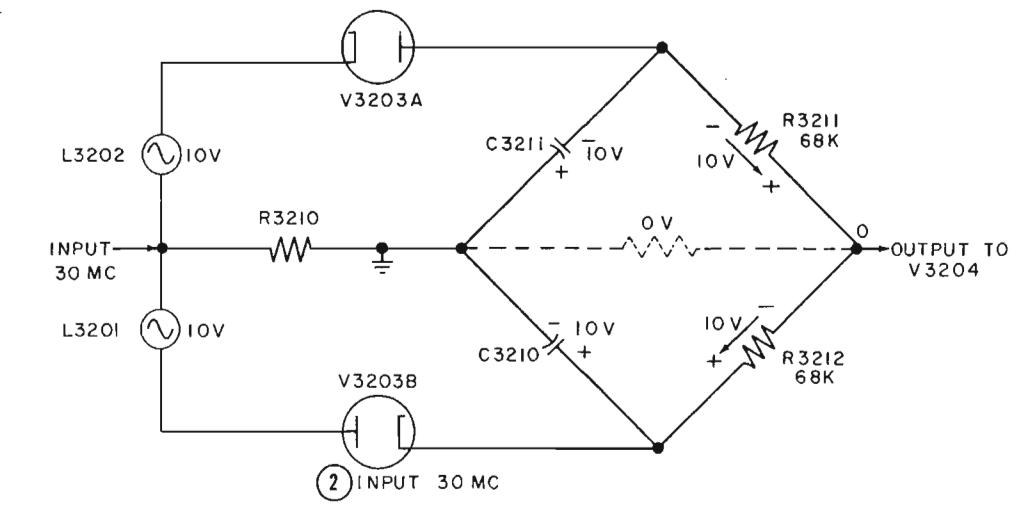 V3203A
L3202
10V
C3211
- 10V
+
R3211
68K
-
10V
+
R3210
INPUT
30 MC
0 V
0
OUTPUT TO
V3204
L3201
10V
C3210
- 10V
+
10V
-
+
R3212
68K
V3203B
2 INPUT 30 MC